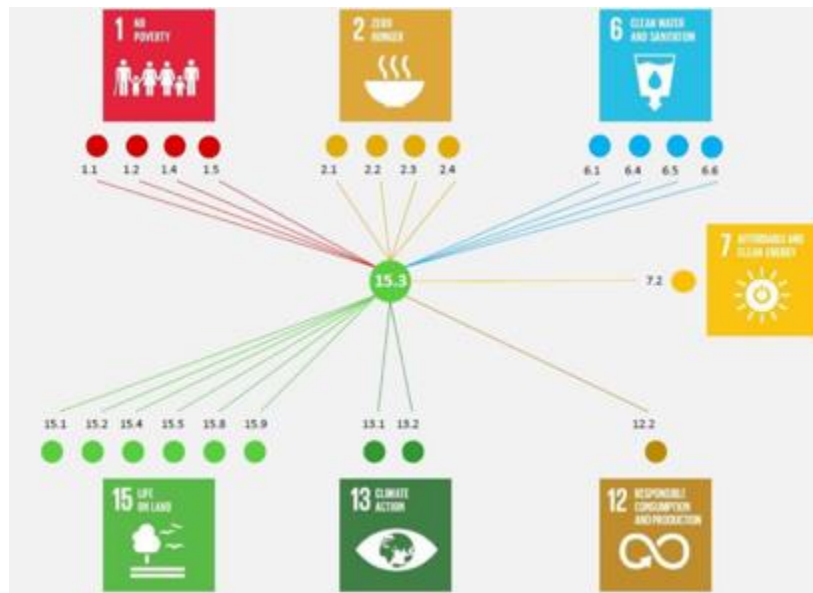 1 NO
POVERTY
2 ZERO
HUNGER
6 CLEAN WATER
AND SANITATION
1.1 1.2 1.4 1.5
2.1 2.2 2.3 2.4
6.1 6.4 6.5 6.6
7 AFFORDABLE AND
CLEAN ENERGY
7.2
15.3
15.1 15.2 15.4 15.5 15.8 15.9
13.1 13.2
12.2
15 LIFE
ON LAND
13 CLIMATE
ACTION
12 RESPONSIBLE
CONSUMPTION
AND PRODUCTION